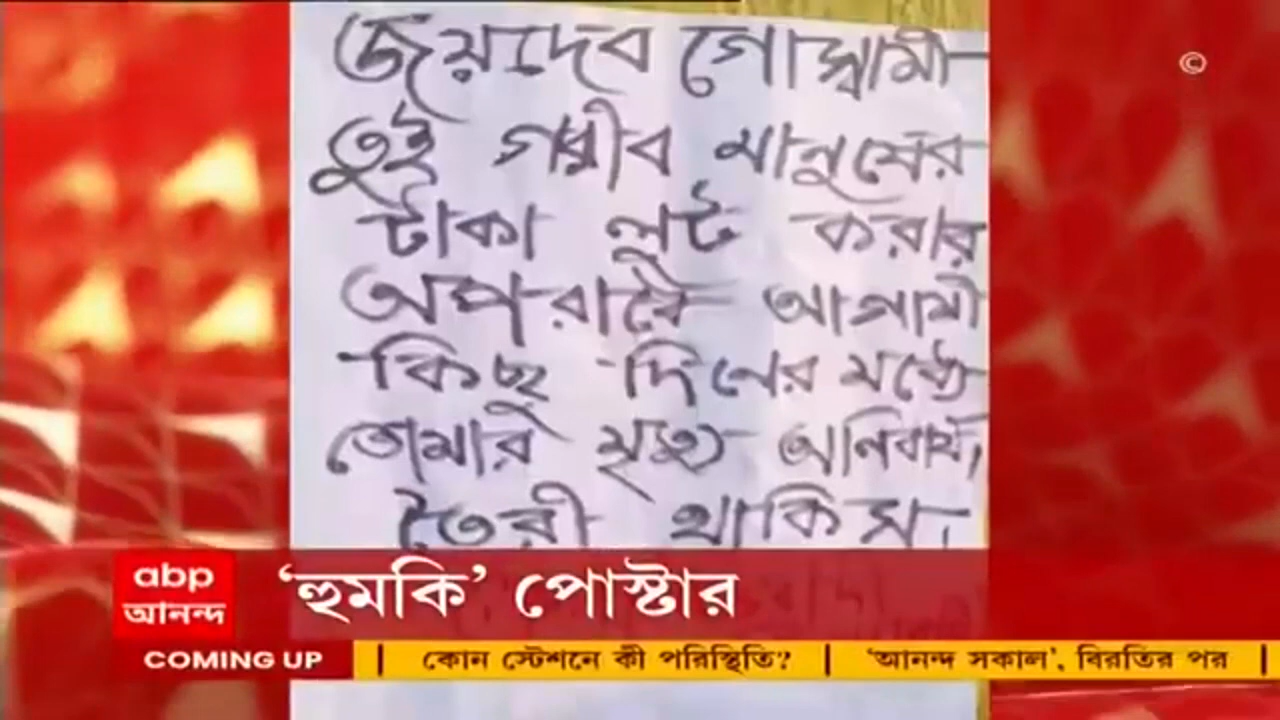 ©
জয়দেব গোস্বামী
তুই গরীব মানুষের
টাকা লুট করার
অপরাধে আগামী
কিছু দিনের মধ্যে
তোমার মৃত্যু অনিবার্য।
তৈরী থাকিস।
abp
আনন্দ
‘হুমকি’ পোস্টার
COMING UP
| কোন স্টেশনে কী পরিস্থিতি? | ‘আনন্দ সকাল’, বিরতির পর |